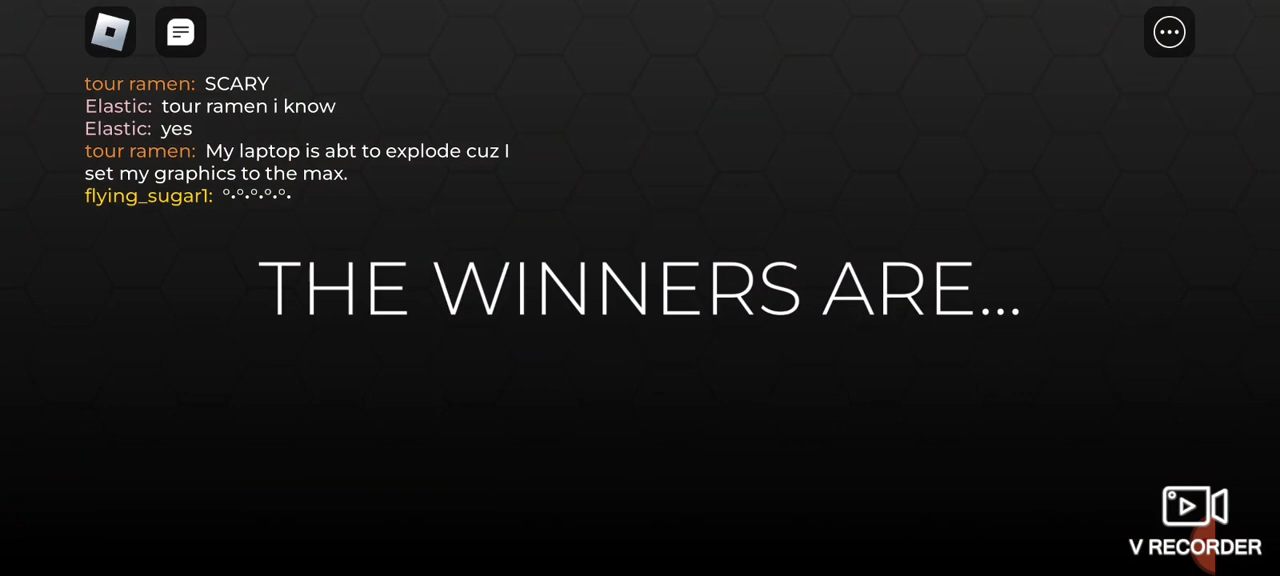 tour ramen: SCARY
Elastic: tour ramen i know
Elastic: yes
tour ramen: My laptop is abt to explode cuz I
set my graphics to the max.
flying_sugar1: °•°•°•°•°•
THE WINNERS ARE...
V RECORDER